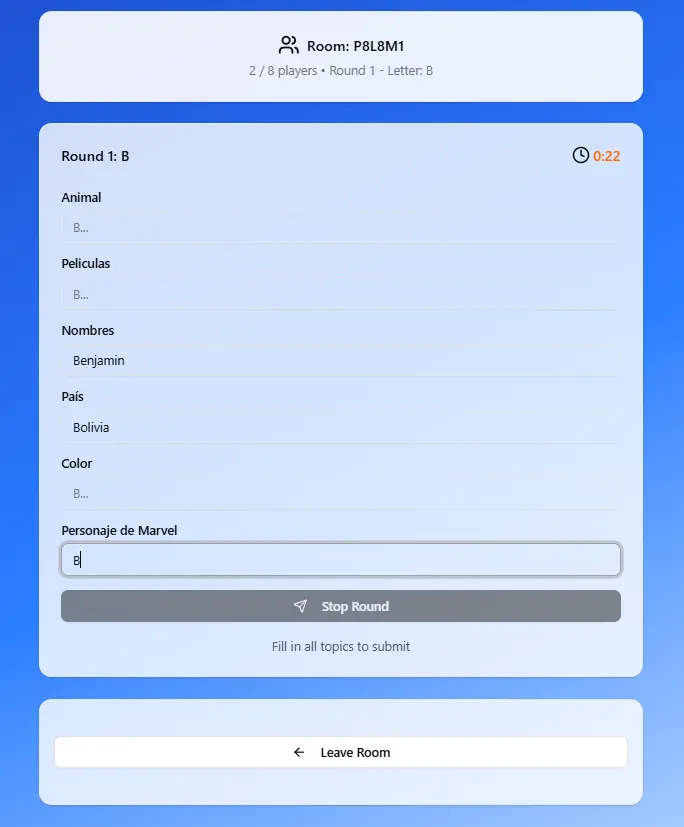 Room: P8L8M1
2 / 8 players • Round 1 - Letter: B
Round 1: B
0:22
Animal
B...
Peliculas
B...
Nombres
Benjamin
País
Bolivia
Color
B...
Personaje de Marvel
B
Stop Round
Fill in all topics to submit
Leave Room